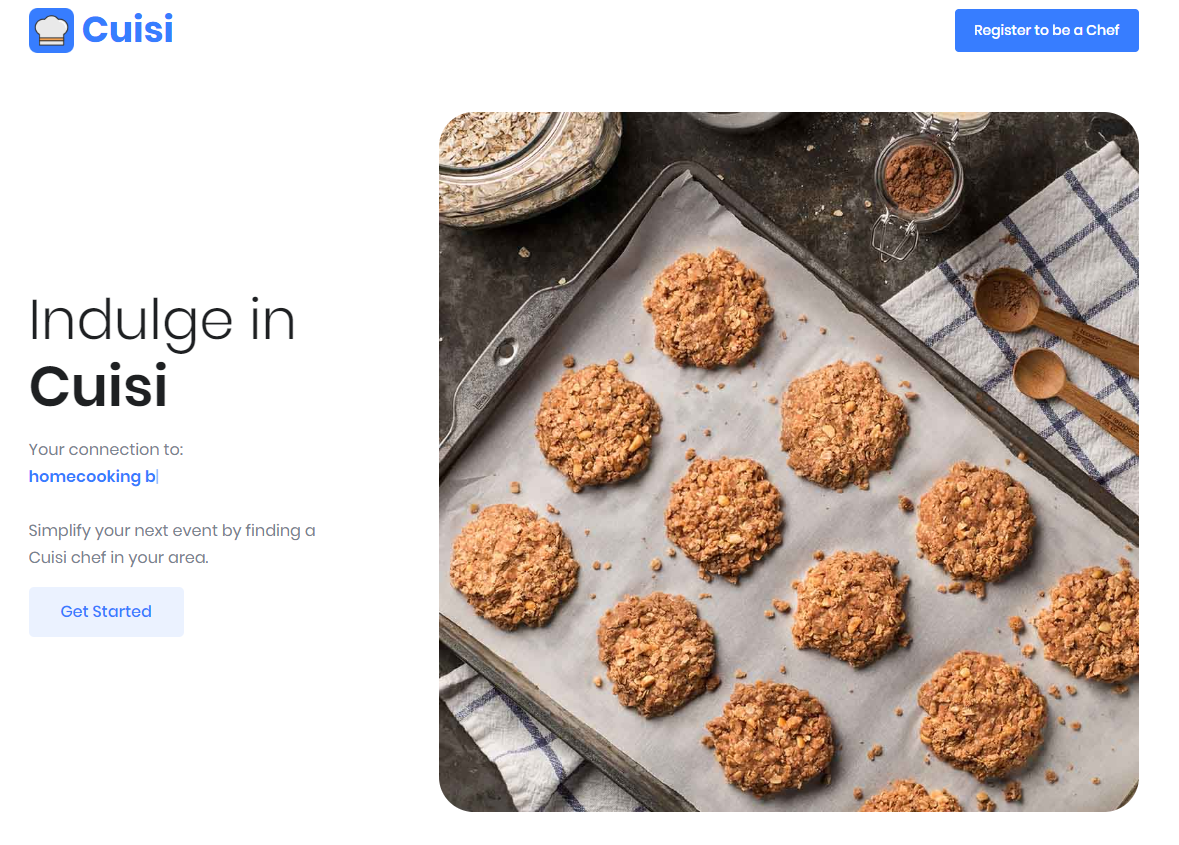 Cuisi
Register to be a Chef
Indulge in
Cuisi
Your connection to:
homecooking b
Simplify your next event by finding a
Cuisi chef in your area.
Get Started